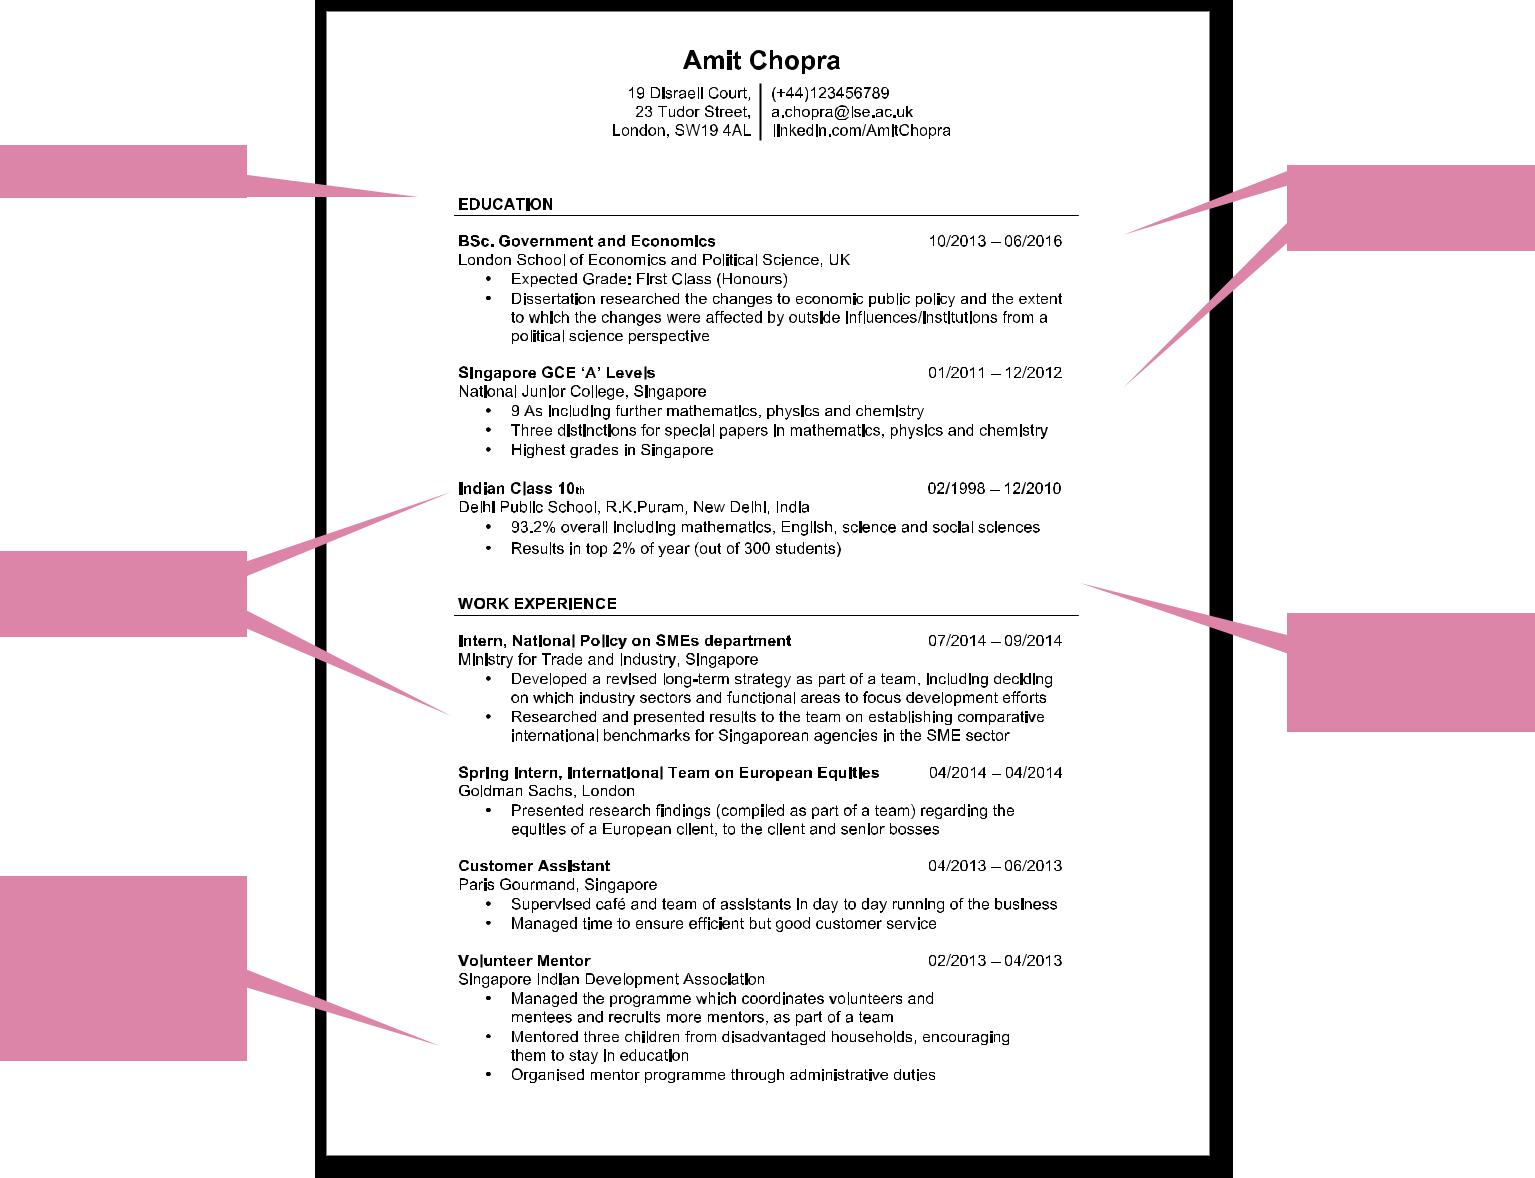 Amit Chopra
19 Disraeli Court,
23 Tudor Street,
London, SW19 4AL
(+44)123456789
a.chopra@lse.ac.uk
linkedin.com/AmitChopra
EDUCATION
BSc. Government and Economics 10/2013 – 06/2016
London School of Economics and Political Science, UK
• Expected Grade: First Class (Honours)
• Dissertation researched the changes to economic public policy and the extent
to which the changes were affected by outside influences/institutions from a
political science perspective
Singapore GCE ‘A’ Levels 01/2011 – 12/2012
National Junior College, Singapore
• 9 As including further mathematics, physics and chemistry
• Three distinctions for special papers in mathematics, physics and chemistry
• Highest grades in Singapore
Indian Class 10th 02/1998 – 12/2010
Delhi Public School, R.K.Puram, New Delhi, India
• 93.2% overall including mathematics, English, science and social sciences
• Results in top 2% of year (out of 300 students)
WORK EXPERIENCE
Intern, National Policy on SMEs department 07/2014 – 09/2014
Ministry for Trade and Industry, Singapore
• Developed a revised long-term strategy as part of a team, including deciding
on which industry sectors and functional areas to focus development efforts
• Researched and presented results to the team on establishing comparative
international benchmarks for Singaporean agencies in the SME sector
Spring Intern, International Team on European Equities 04/2014 – 04/2014
Goldman Sachs, London
• Presented research findings (compiled as part of a team) regarding the
equities of a European client, to the client and senior bosses
Customer Assistant 04/2013 – 06/2013
Paris Gourmand, Singapore
• Supervised café and team of assistants in day to day running of the business
• Managed time to ensure efficient but good customer service
Volunteer Mentor 02/2013 – 04/2013
Singapore Indian Development Association
• Managed the programme which coordinates volunteers and
mentees and recruits more mentors, as part of a team
• Mentored three children from disadvantaged households, encouraging
them to stay in education
• Organised mentor programme through administrative duties